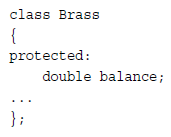 class Brass
{
protected:
    double balance;
...
};